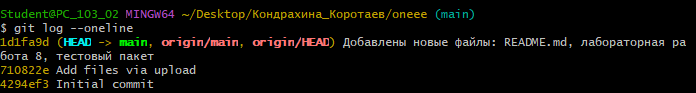 Student@PC_103_02 MINGW64 ~/Desktop/Кондрахина_Коротаев/oneee (main)
$ git log --oneline
1d1fa9d (HEAD -> main, origin/main, origin/HEAD) Добавлены новые файлы: README.md, лабораторная ра
бота 8, тестовый пакет
710822e Add files via upload
4294ef3 Initial commit